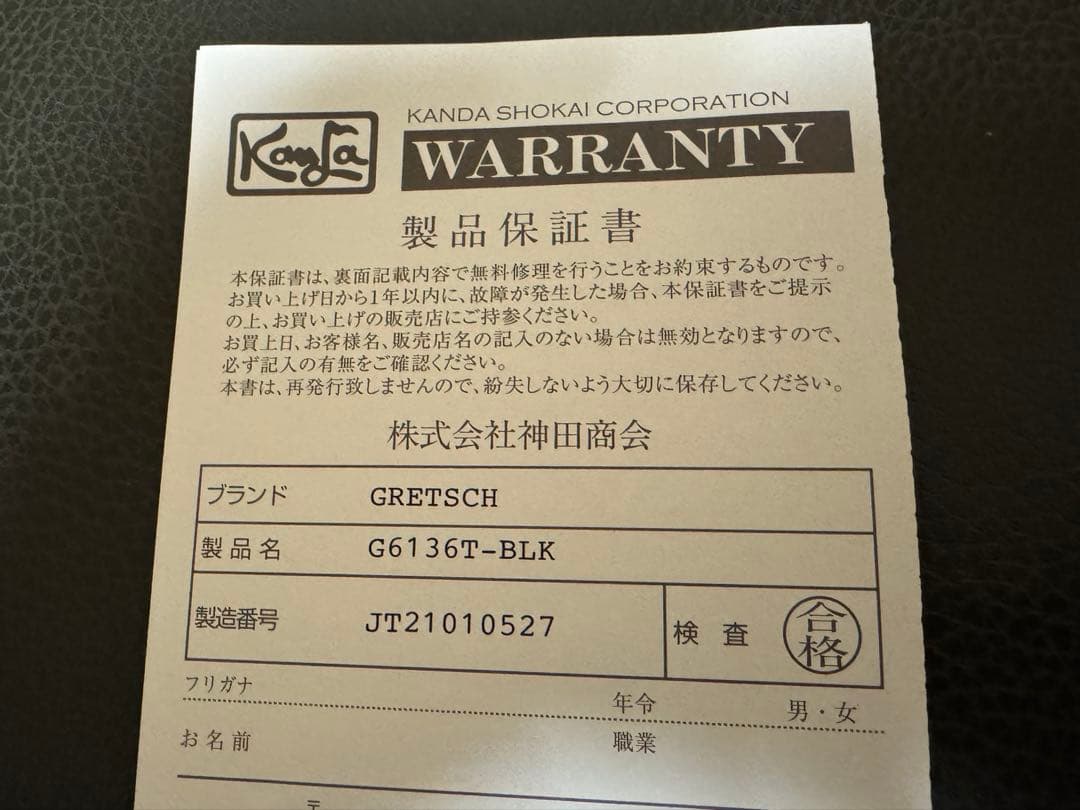 Kanda
KANDA SHOKAI CORPORATION
WARRANTY
製品保証書
本保証書は、裏面記載内容で無料修理を行うことをお約束するものです。
お買い上げ日から1年以内に、故障が発生した場合、本保証書をご提示
の上、お買い上げの販売店にご持参ください。
お買上日、お客様名、販売店名の記入のない場合は無効となりますので、
必ず記入の有無をご確認ください。
本書は、再発行致しませんので、紛失しないよう大切に保存してください。
株式会社神田商会
ブランド GRETSCH
製品名 G6136T-BLK
製造番号 JT21010527 検査 合格
フリガナ 年令 男・女
お名前 職業
〒